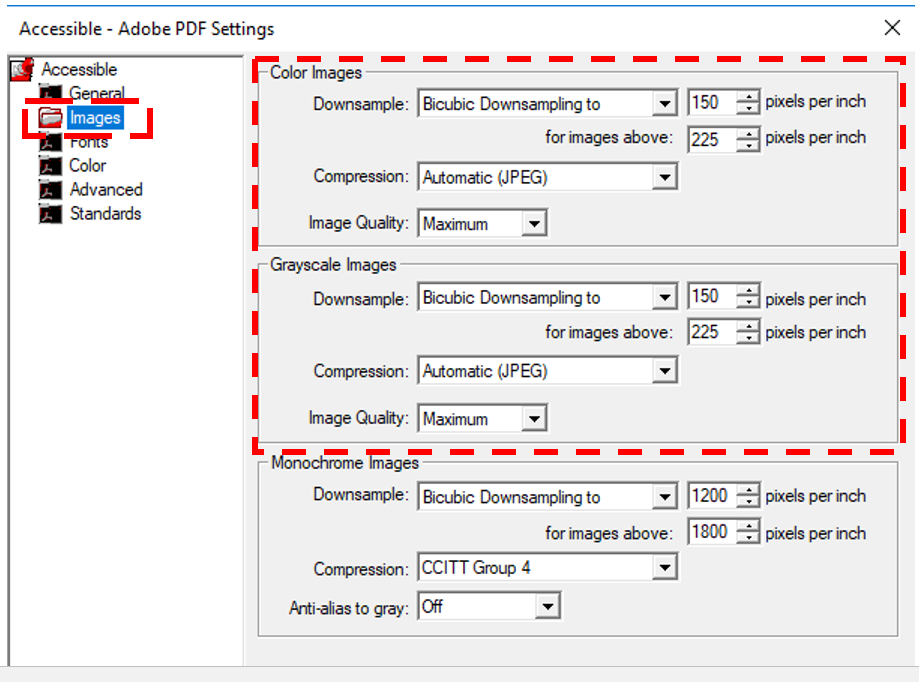 Accessible - Adobe PDF Settings
Accessible
General
Images
Fonts
Color
Advanced
Standards
Color Images
Downsample: Bicubic Downsampling to 150 pixels per inch
for images above: 225 pixels per inch
Compression: Automatic (JPEG)
Image Quality: Maximum
Grayscale Images
Downsample: Bicubic Downsampling to 150 pixels per inch
for images above: 225 pixels per inch
Compression: Automatic (JPEG)
Image Quality: Maximum
Monochrome Images
Downsample: Bicubic Downsampling to 1200 pixels per inch
for images above: 1800 pixels per inch
Compression: CCITT Group 4
Anti-alias to gray: Off